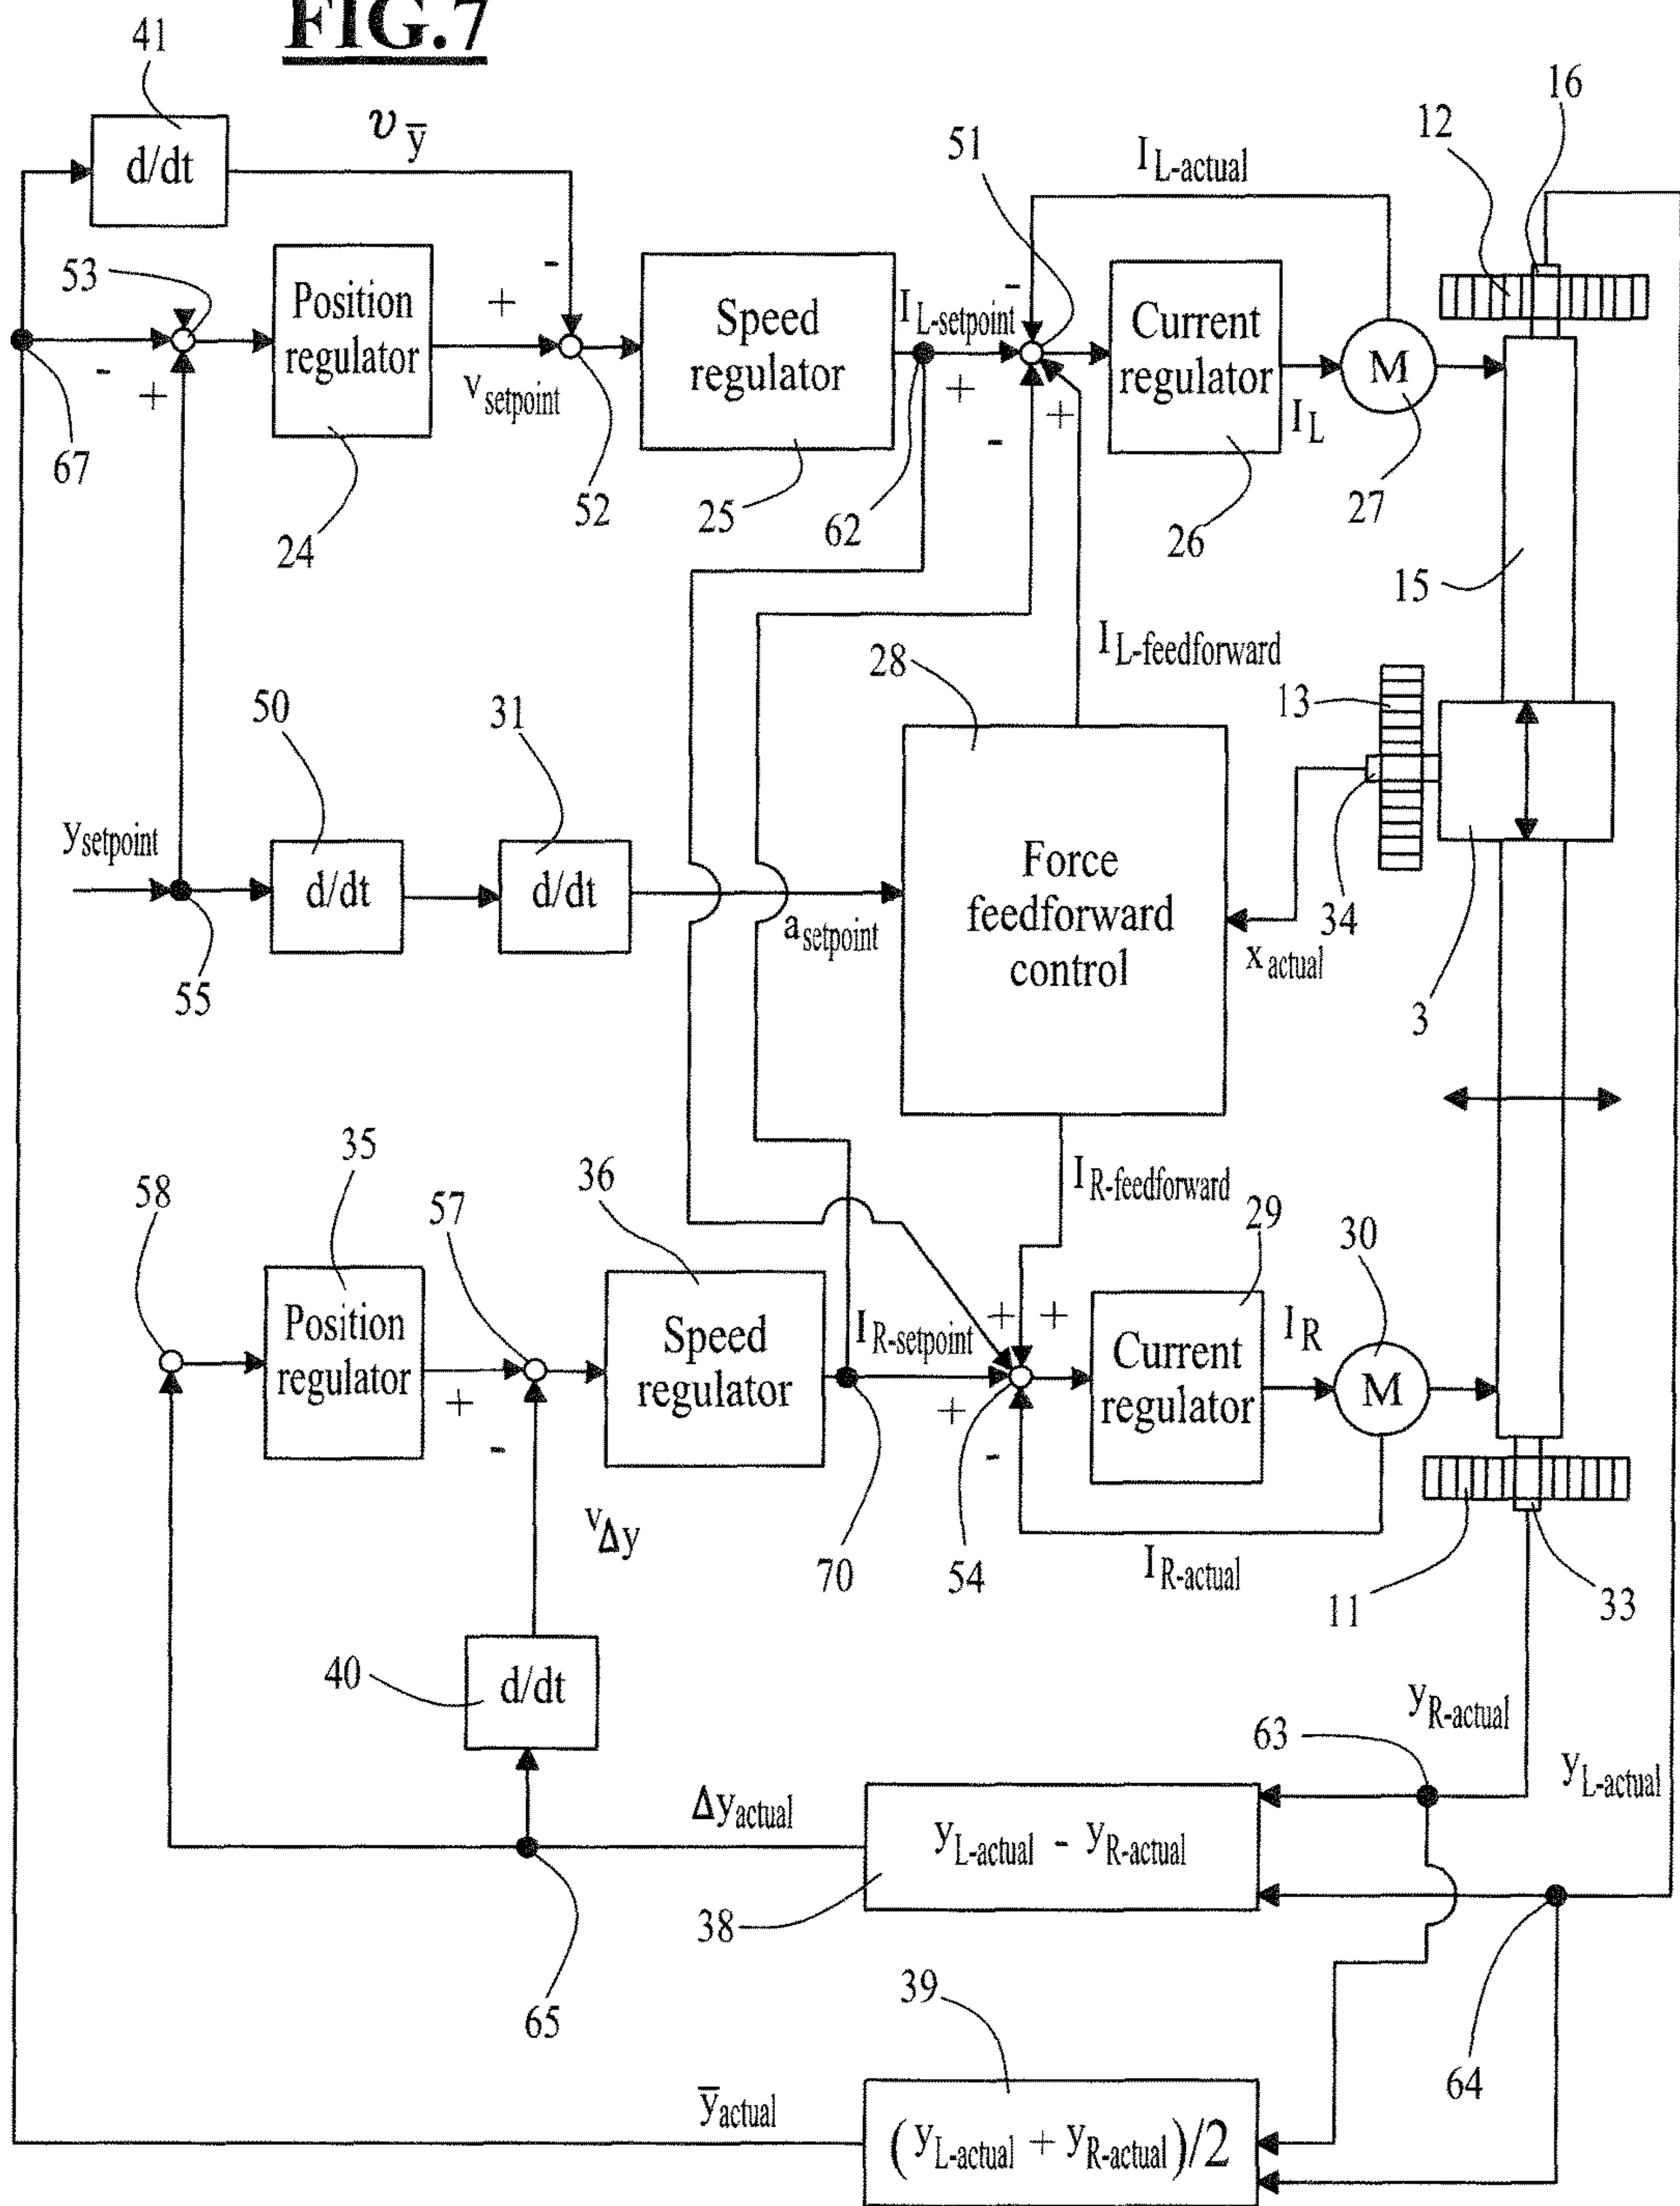 FIG.7
41
16
12
51
v ȳ
I L-actual
d/dt
53
-
-
Position
regulator
+
Speed
regulator
I L-setpoint
Current
regulator
M
-
+
v setpoint
+
-
+
I L
67
24
52
25
62
26
27
15
I L-feedforward
28
13
50
31
y setpoint
d/dt
d/dt
a setpoint
Force
feedforward
control
34
x actual
55
3
35
I R-feedforward
58
57
36
29
30
Position
regulator
+
-
Speed
regulator
I R-setpoint
+ +
+
-
Current
regulator
I R
M
v Δy
70
54
I R-actual
11
33
40
d/dt
y R-actual
63
y L-actual
Δy actual
y L-actual - y R-actual
38
65
39
64
ȳ actual
(y L-actual + y R-actual)/2